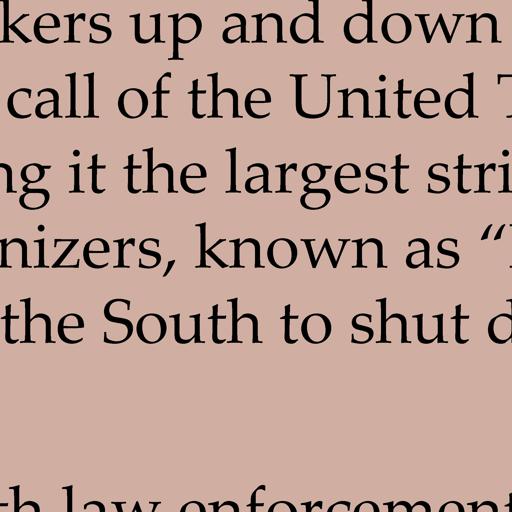 kers up and down
call of the United T
ng it the largest stri
nizers, known as “
the South to shut d
th law enforcement